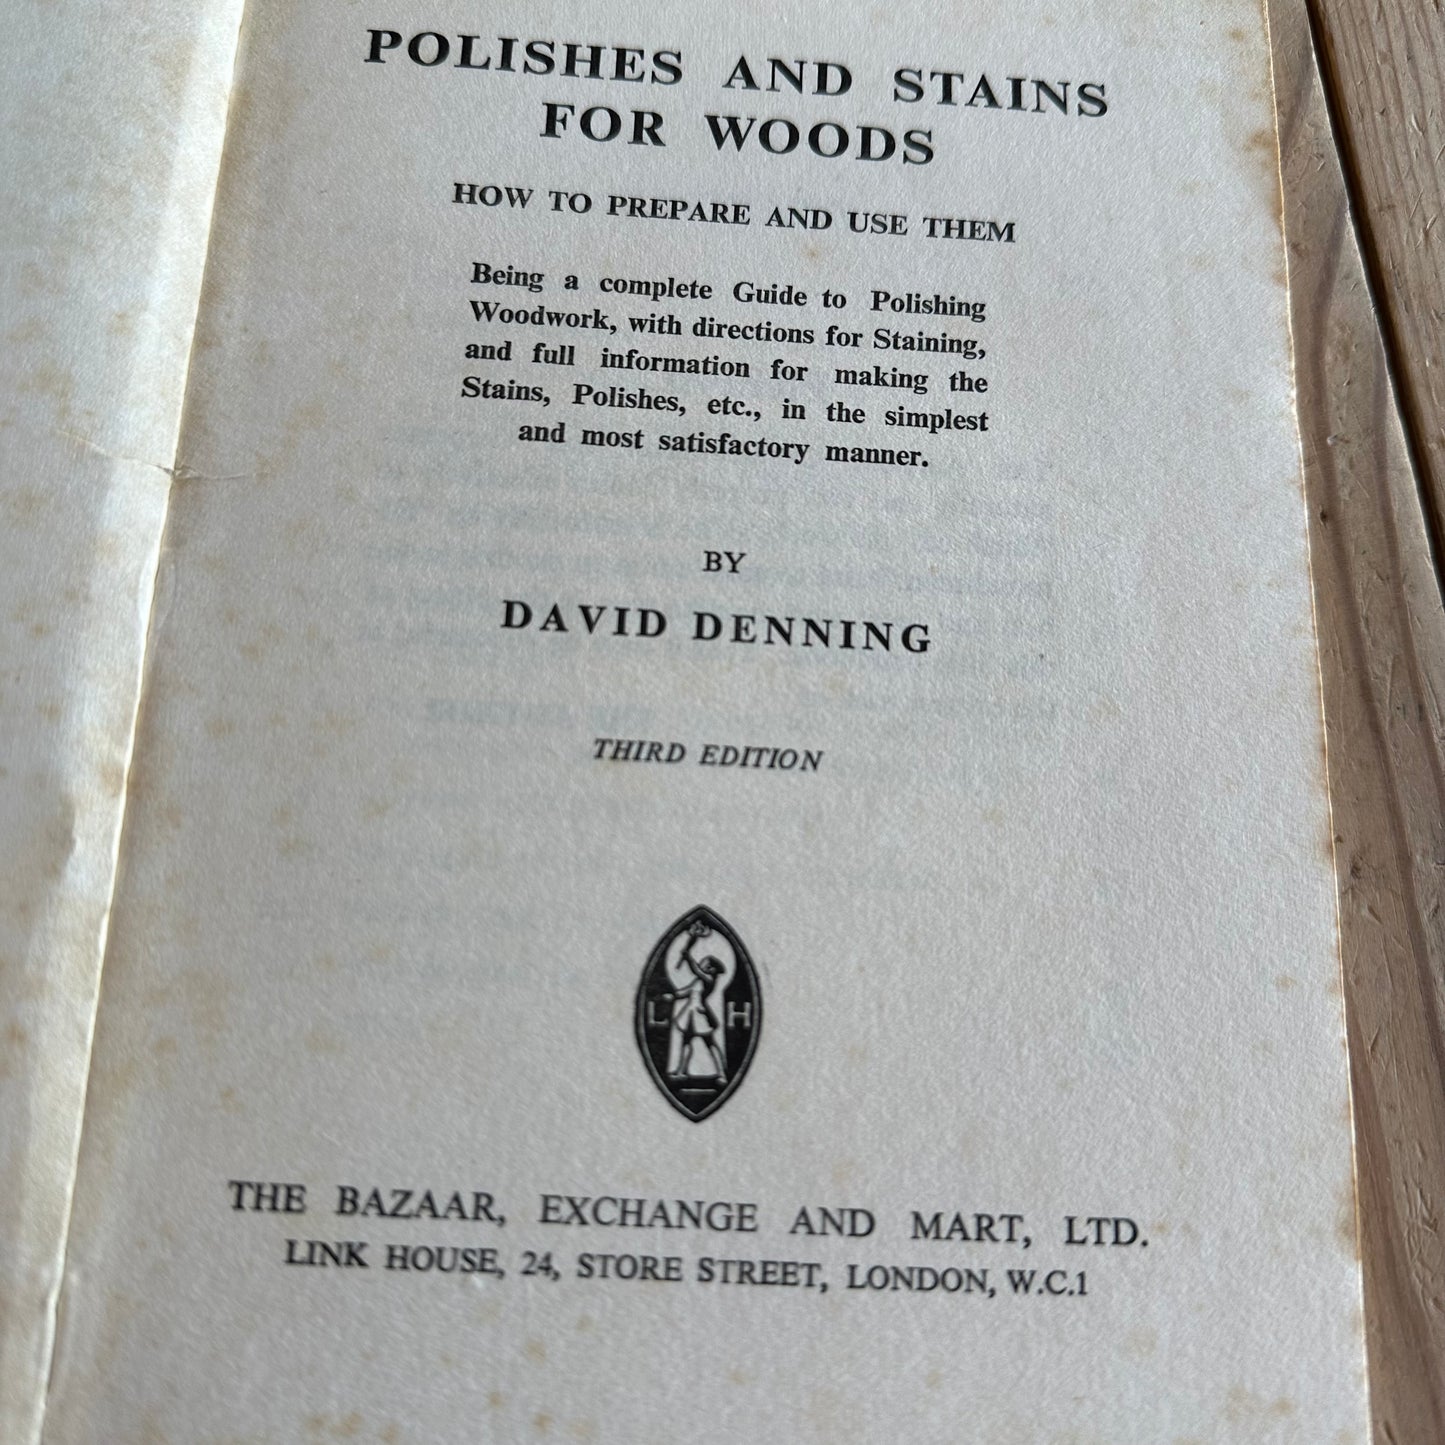 POLISHES AND STAINS
FOR WOODS
HOW TO PREPARE AND USE THEM
Being a complete Guide to Polishing
Woodwork, with directions for Staining,
and full information for making the
Stains, Polishes, etc., in the simplest
and most satisfactory manner.
BY
DAVID DENNING
THIRD EDITION
L H
THE BAZAAR, EXCHANGE AND MART, LTD.
LINK HOUSE, 24, STORE STREET, LONDON, W.C.1